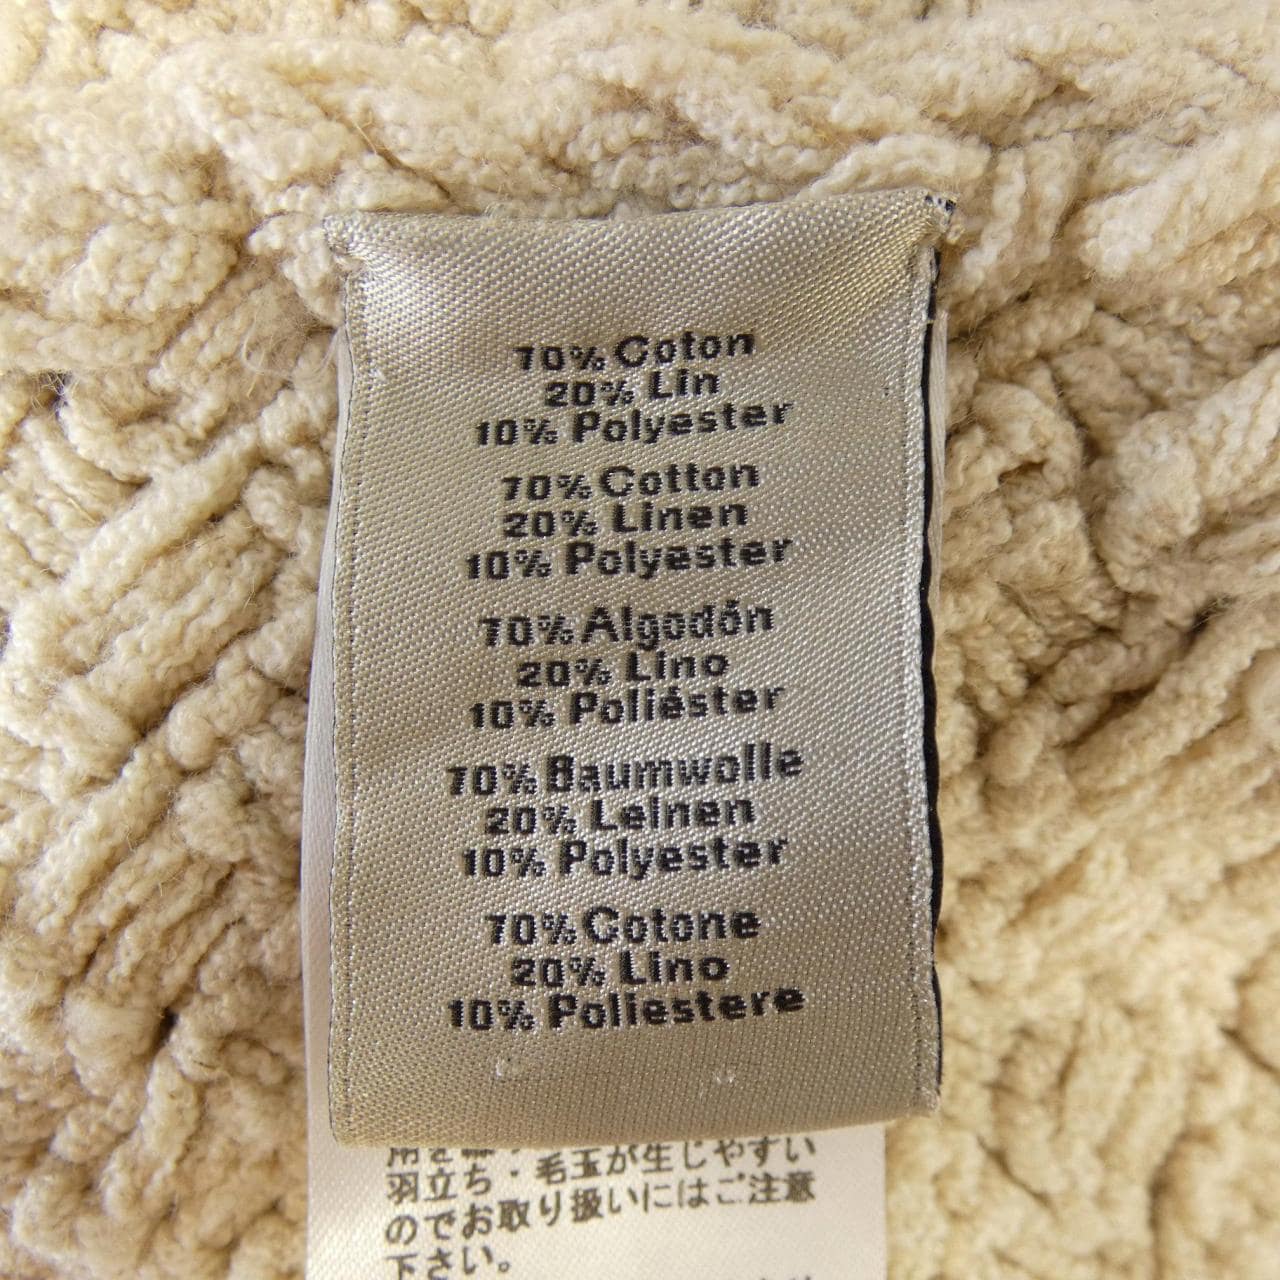 70% Coton
20% Lin
10% Polyester
70% Cotton
20% Linen
10% Polyester
70% Algodón
20% Lino
10% Poliéster
70% Baumwolle
20% Leinen
10% Polyester
70% Cotone
20% Lino
10% Poliestere
羽立ち・毛玉が生じやすい
のでお取り扱いにはご注意
下さい。